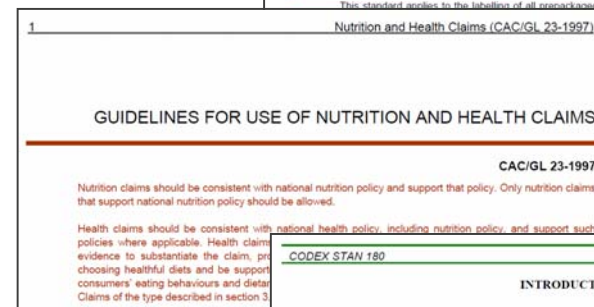 This standard applies to the labelling of all prepackaged
1 Nutrition and Health Claims (CAC/GL 23-1997)
GUIDELINES FOR USE OF NUTRITION AND HEALTH CLAIMS
CAC/GL 23-1997
Nutrition claims should be consistent with national nutrition policy and support that policy. Only nutrition claims
that support national nutrition policy should be allowed.
Health claims should be consistent with national health policy, including nutrition policy, and support such
policies where applicable. Health claims
evidence to substantiate the claim,
choosing healthful diets and be support
consumers' eating behaviours and dietar
Claims of the type described in section 3.
CODEX STAN 180
INTRODUCT